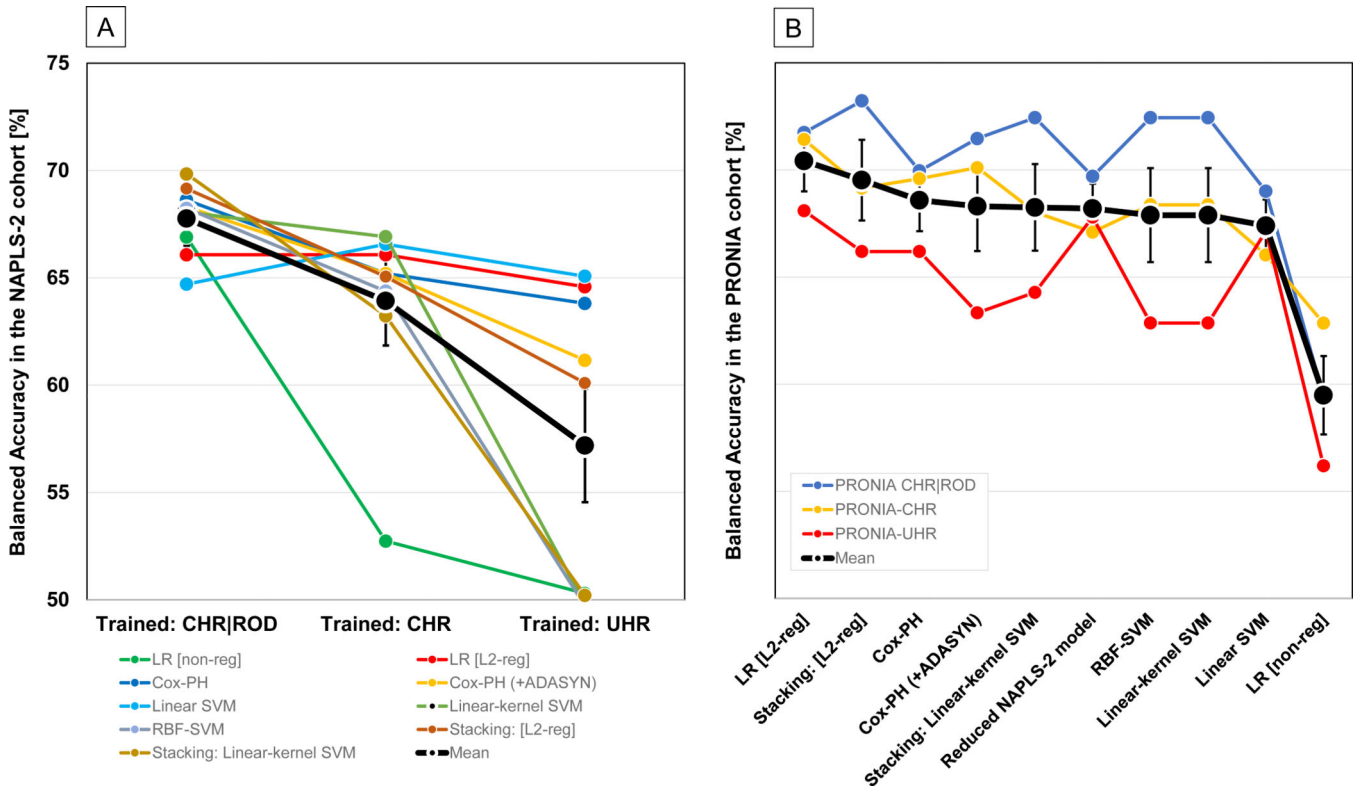 A
Balanced Accuracy in the NAPLS-2 cohort [%]
75
70
65
60
55
50
Trained: CHR|ROD
Trained: CHR
Trained: UHR
LR [non-reg]
LR [L2-reg]
Cox-PH
Cox-PH (+ADASYN)
Linear SVM
Linear-kernel SVM
RBF-SVM
Stacking: [L2-reg]
Stacking: Linear-kernel SVM
Mean
B
Balanced Accuracy in the PRONIA cohort [%]
PRONIA CHR|ROD
PRONIA-CHR
PRONIA-UHR
Mean
LR [L2-reg]
Stacking: [L2-reg]
Cox-PH
Cox-PH (+ADASYN)
Stacking: Linear-kernel SVM
Reduced NAPLS-2 model
RBF-SVM
Linear-kernel SVM
Linear SVM
LR [non-reg]